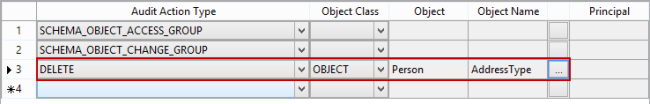 Audit Action Type Object Class Object Object Name Principal
1 SCHEMA_OBJECT_ACCESS_GROUP
2 SCHEMA_OBJECT_CHANGE_GROUP
3 DELETE OBJECT Person AddressType ...
*4